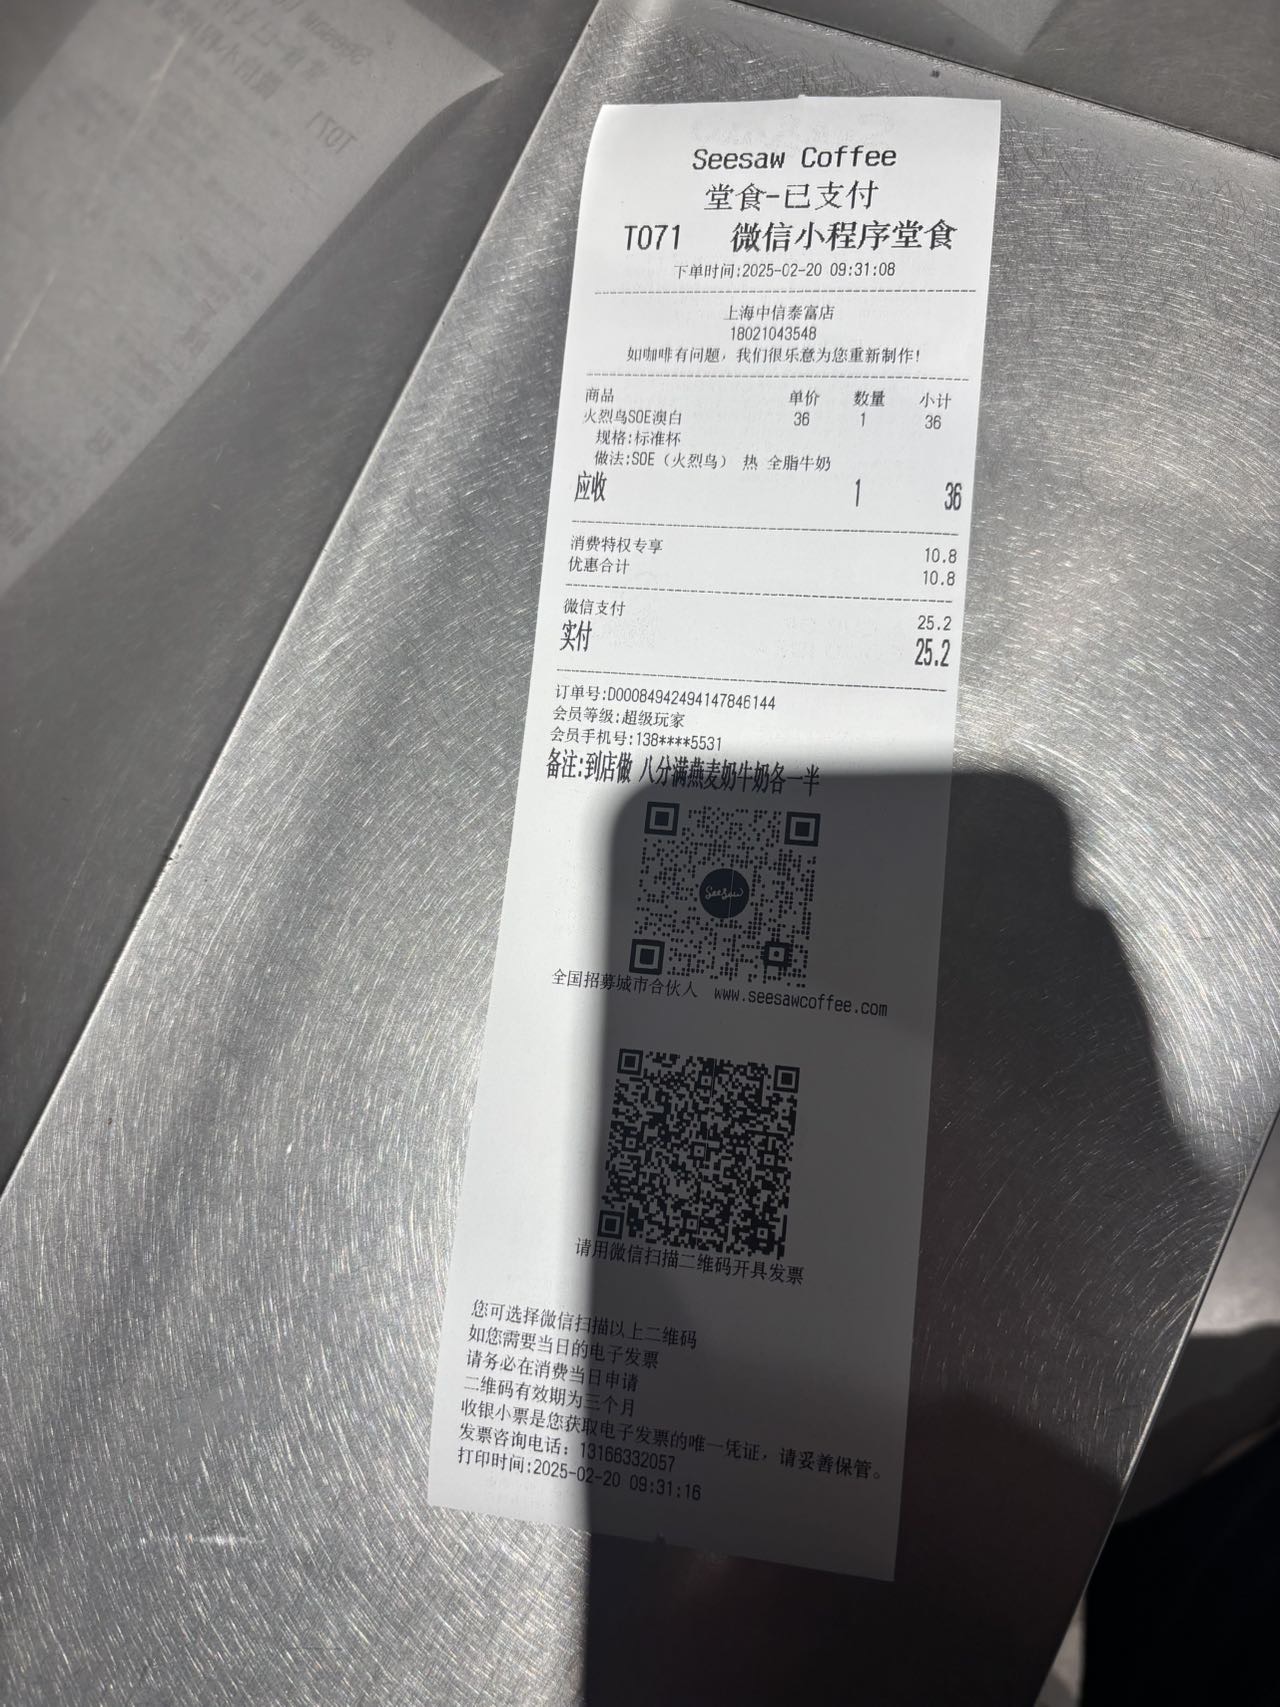 Seesaw Coffee
堂食-已支付
T071 微信小程序堂食
下单时间:2025-02-20 09:31:08
上海中信泰富店
18021043548
如咖啡有问题，我们很乐意为您重新制作！
商品 单价 数量 小计
火烈鸟SOE澳白 36 1 36
规格:标准杯
做法:SOE（火烈鸟） 热 全脂牛奶
应收 1 36
消费特权专享 10.8
优惠合计 10.8
微信支付 25.2
实付 25.2
订单号:D00084942494147846144
会员等级:超级玩家
会员手机号:138****5531
备注:到店做 八分满燕麦奶牛奶各一半
Seesaw
全国招募城市合伙人 www.seesawcoffee.com
请用微信扫描二维码开具发票
您可选择微信扫描以上二维码
如您需要当日的电子发票
请务必在消费当日申请
二维码有效期为三个月
收银小票是您获取电子发票的唯一凭证，请妥善保管。
发票咨询电话：13166332057
打印时间:2025-02-20 09:31:16